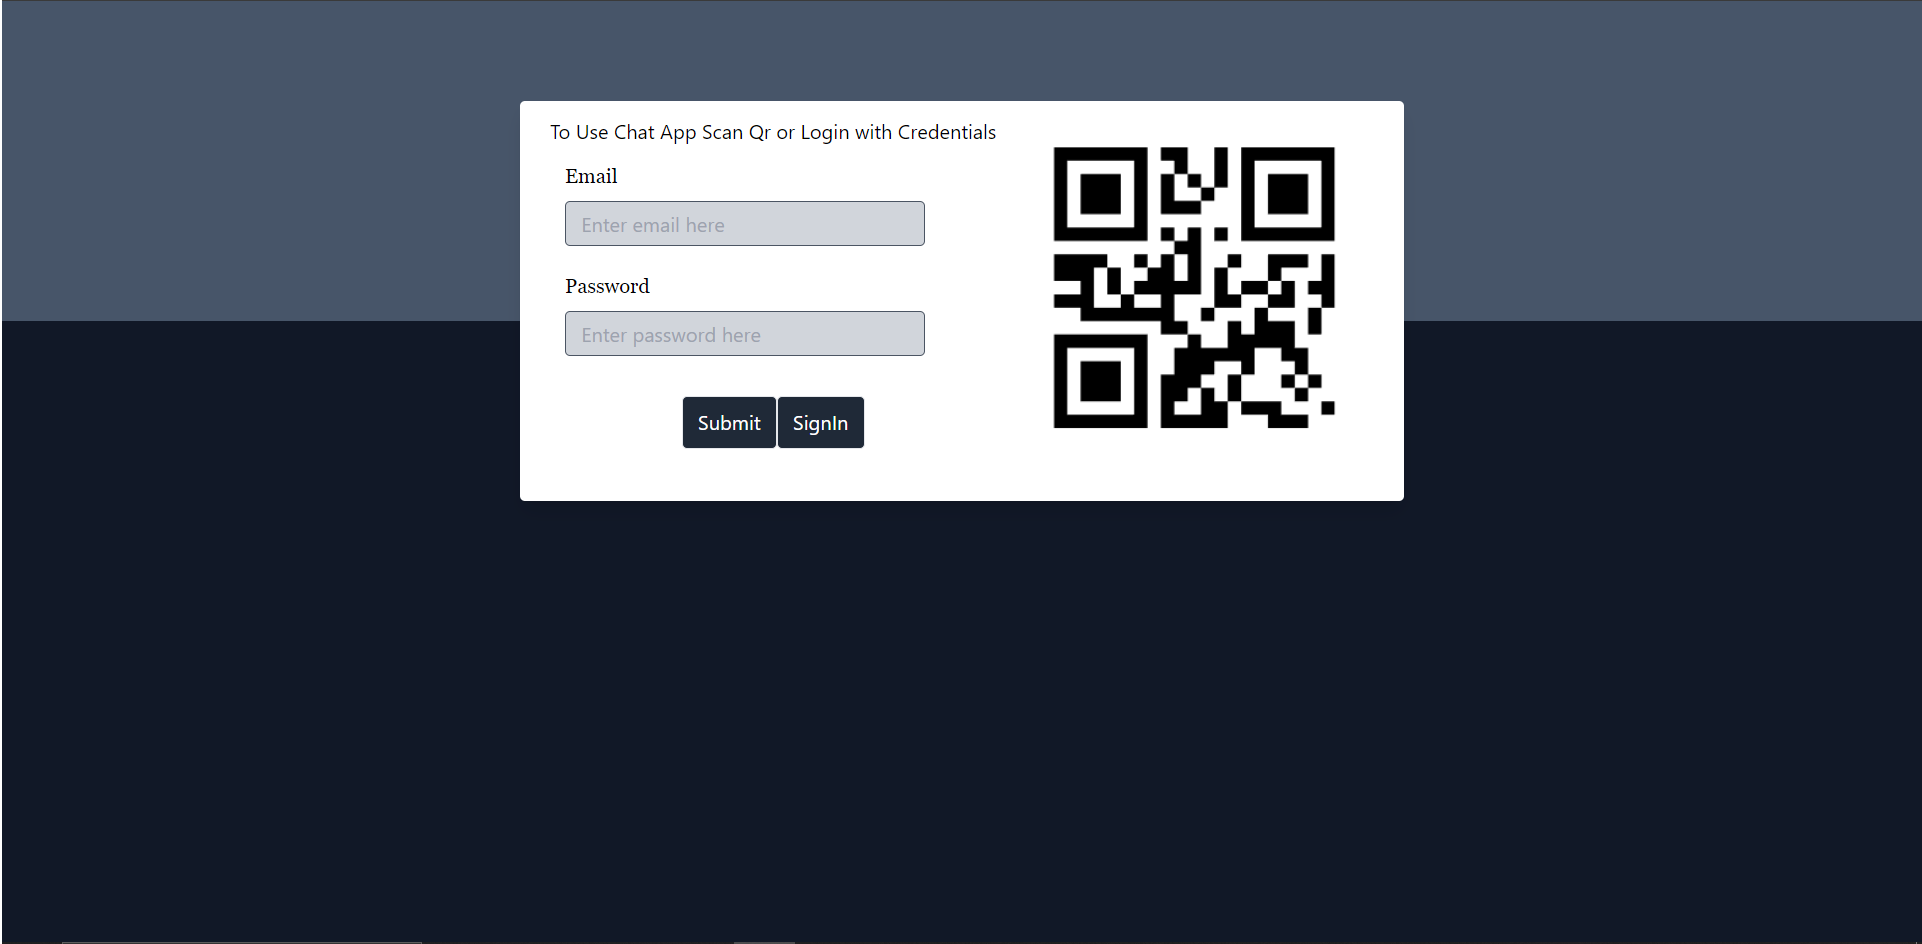 To Use Chat App Scan Qr or Login with Credentials
Email
Enter email here
Password
Enter password here
Submit SignIn